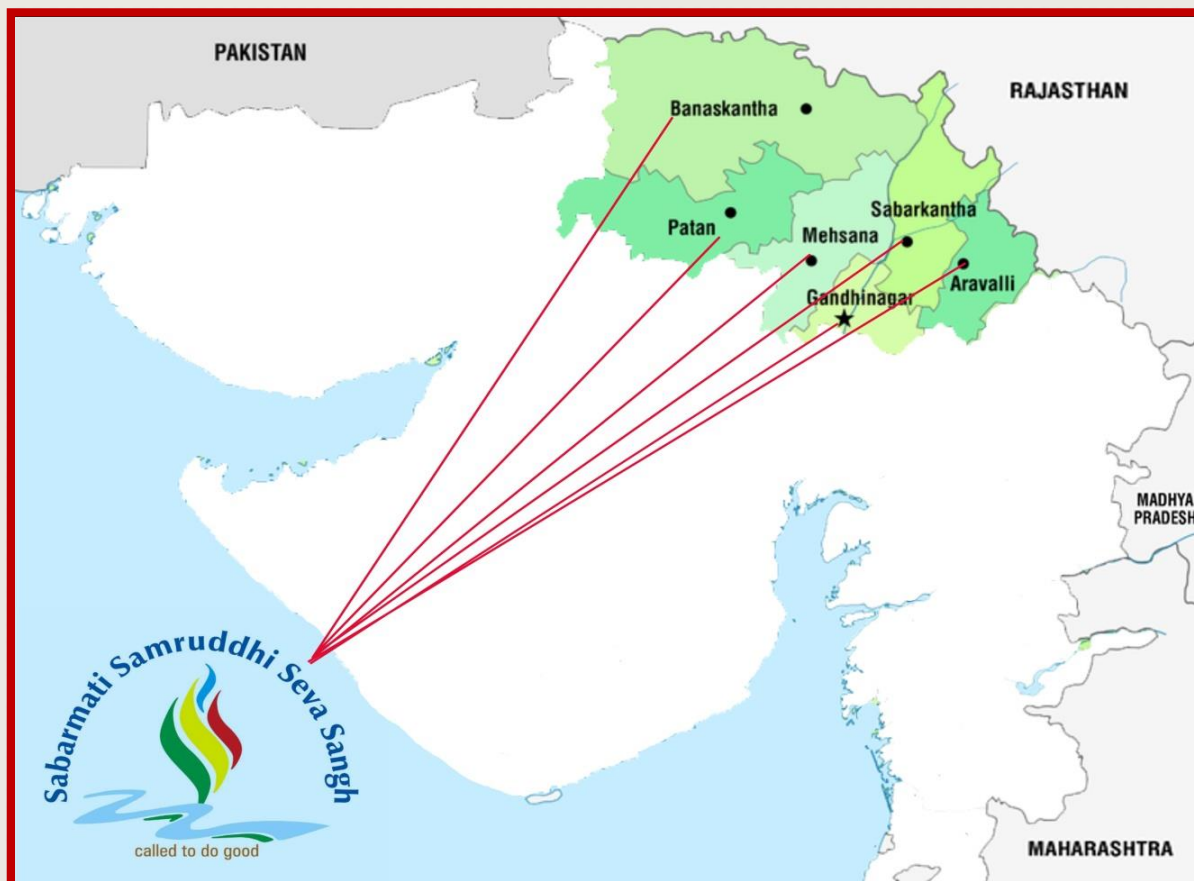 PAKISTAN
RAJASTHAN
Banaskantha
Patan
Mehsana
Sabarkantha
Aravalli
Gandhinagar
MADHYA
PRADESH
MAHARASHTRA
Sabarmati Samruddhi Seva Sangh
called to do good